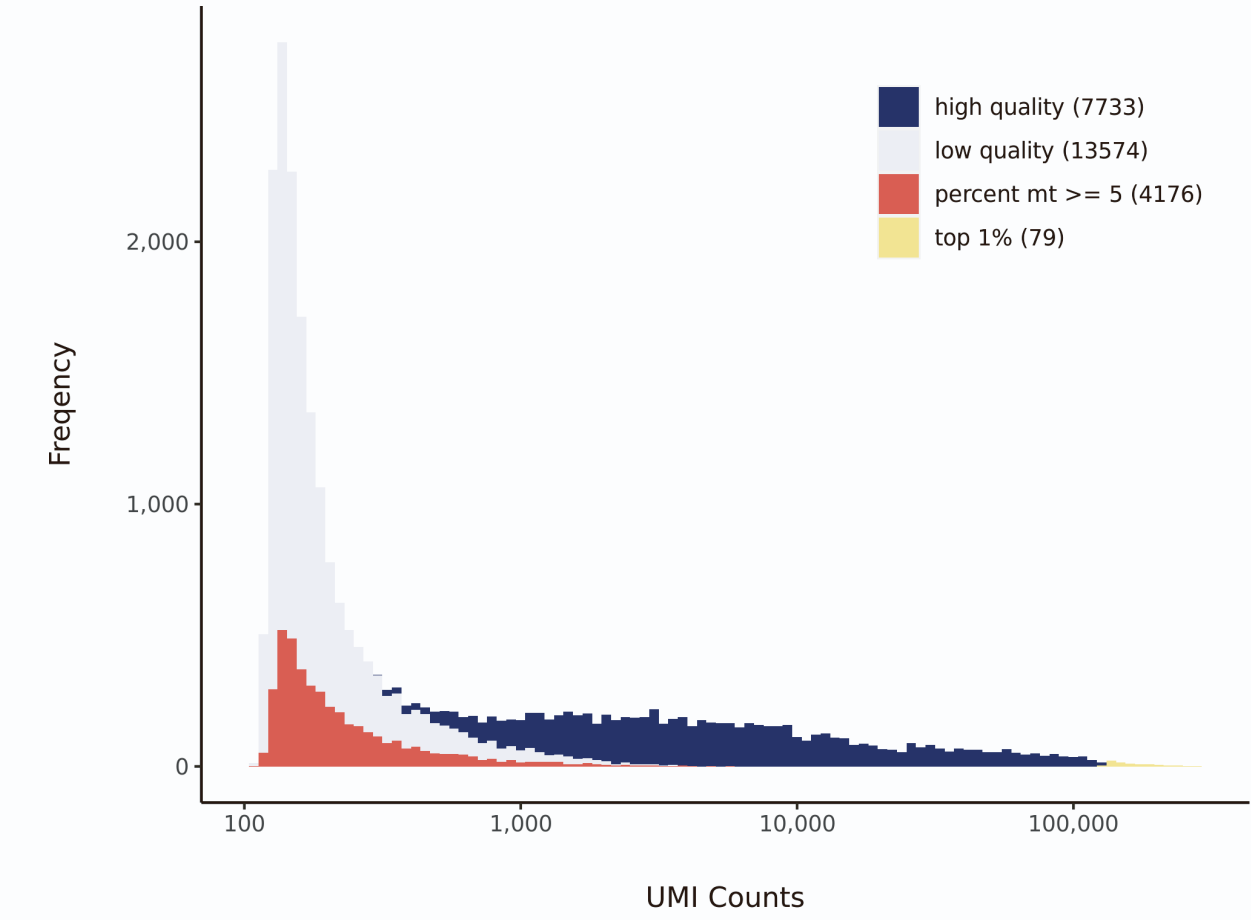 high quality (7733)
low quality (13574)
percent mt >= 5 (4176)
top 1% (79)
2,000
Freqency
1,000
0
100 1,000 10,000 100,000
UMI Counts